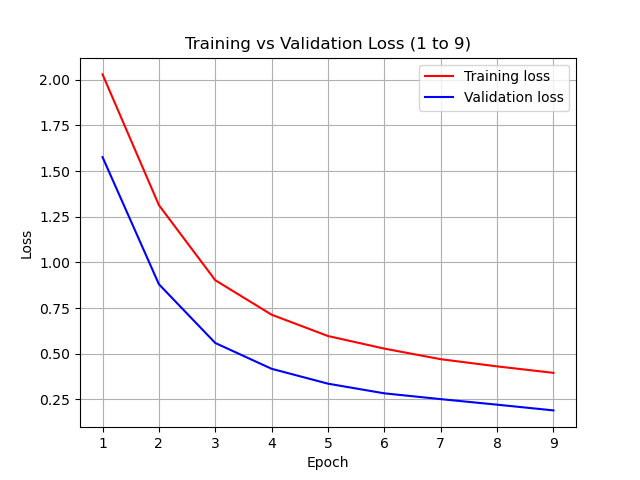 Training vs Validation Loss (1 to 9)
Training loss
Validation loss
2.00
1.75
1.50
1.25
1.00
0.75
0.50
0.25
Loss
1 2 3 4 5 6 7 8 9
Epoch